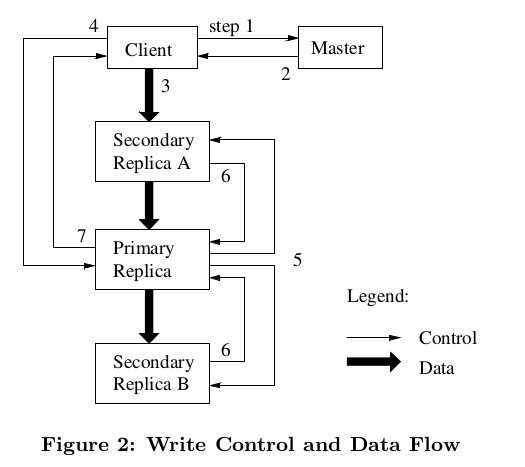 4
step 1
Client
Master
2
3
Secondary
Replica A
6
7
Primary
Replica
5
Legend:
Control
Data
6
Secondary
Replica B
Figure 2: Write Control and Data Flow